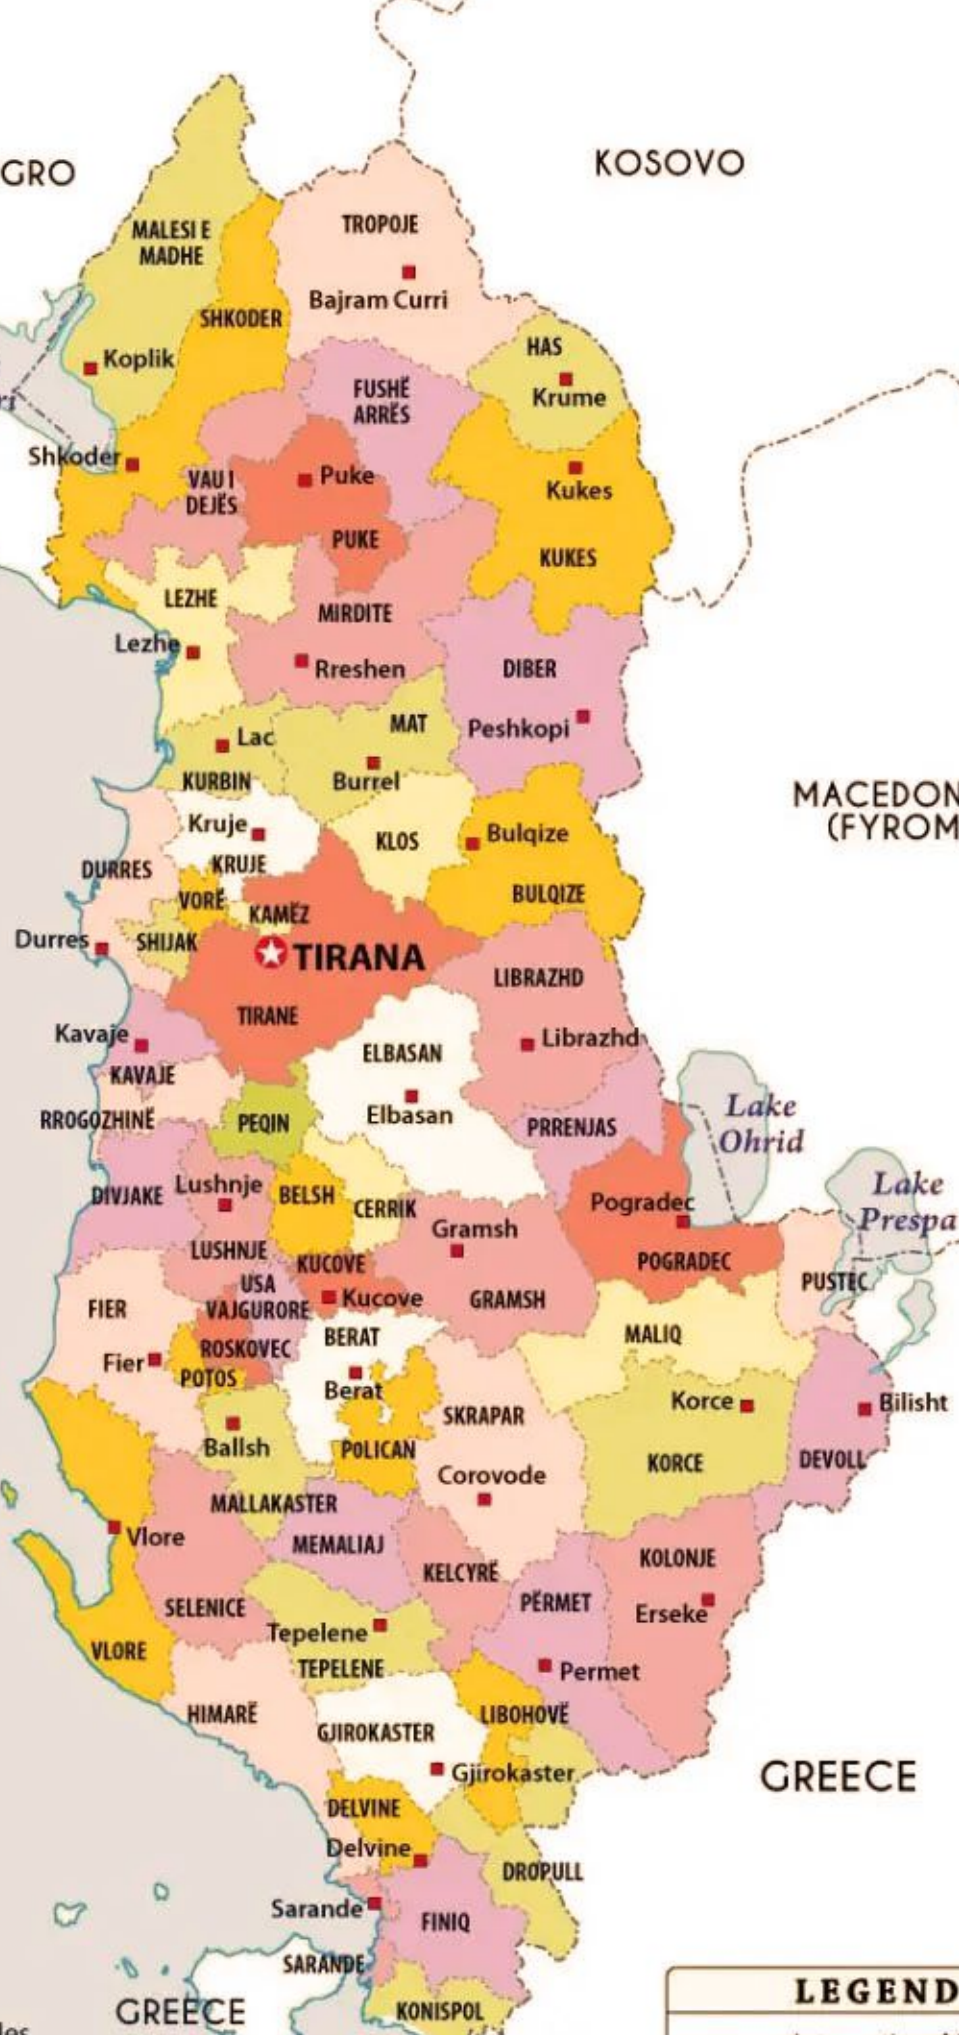 GRO
KOSOVO
MALESI E
MADHE
TROPOJE
Bajram Curri
SHKODER
HAS
Krume
Koplik
FUSHË
ARRËS
ri
Shkoder
VAU I
DEJËS
Puke
PUKE
Kukes
KUKES
LEZHE
MIRDITE
Lezhe
Rreshen
DIBER
Peshkopi
Lac
MAT
KURBIN
Burrel
MACEDON
(FYROM
Kruje
KRUJE
KLOS
Bulqize
BULQIZE
DURRES
VORË
KAMËZ
Durres
SHIJAK
TIRANA
LIBRAZHD
TIRANE
Librazhd
Kavaje
KAVAJE
ELBASAN
Elbasan
RROGOZHINË
PEQIN
PRRENJAS
Lake
Ohrid
DIVJAKE
Lushnje
BELSH
CERRIK
Pogradec
Lake
Prespa
LUSHNJE
KUCOVE
Gramsh
POGRADEC
PUSTEC
USA
VAJGURORE
Kucove
GRAMSH
FIER
ROSKOVEC
BERAT
MALIQ
Fier
POTOS
Berat
Korce
Bilisht
Ballsh
POLICAN
SKRAPAR
KORCE
DEVOLL
Corovode
MALLAKASTER
Vlore
MEMALIAJ
KELCYRË
KOLONJE
SELENICE
PËRMET
Erseke
Tepelene
TEPELENE
VLORE
Permet
HIMARË
GJIROKASTER
LIBOHOVË
Gjirokaster
GREECE
DELVINE
Delvine
DROPULL
Sarande
FINIQ
SARANDE
GREECE
KONISPOL
LEGEND